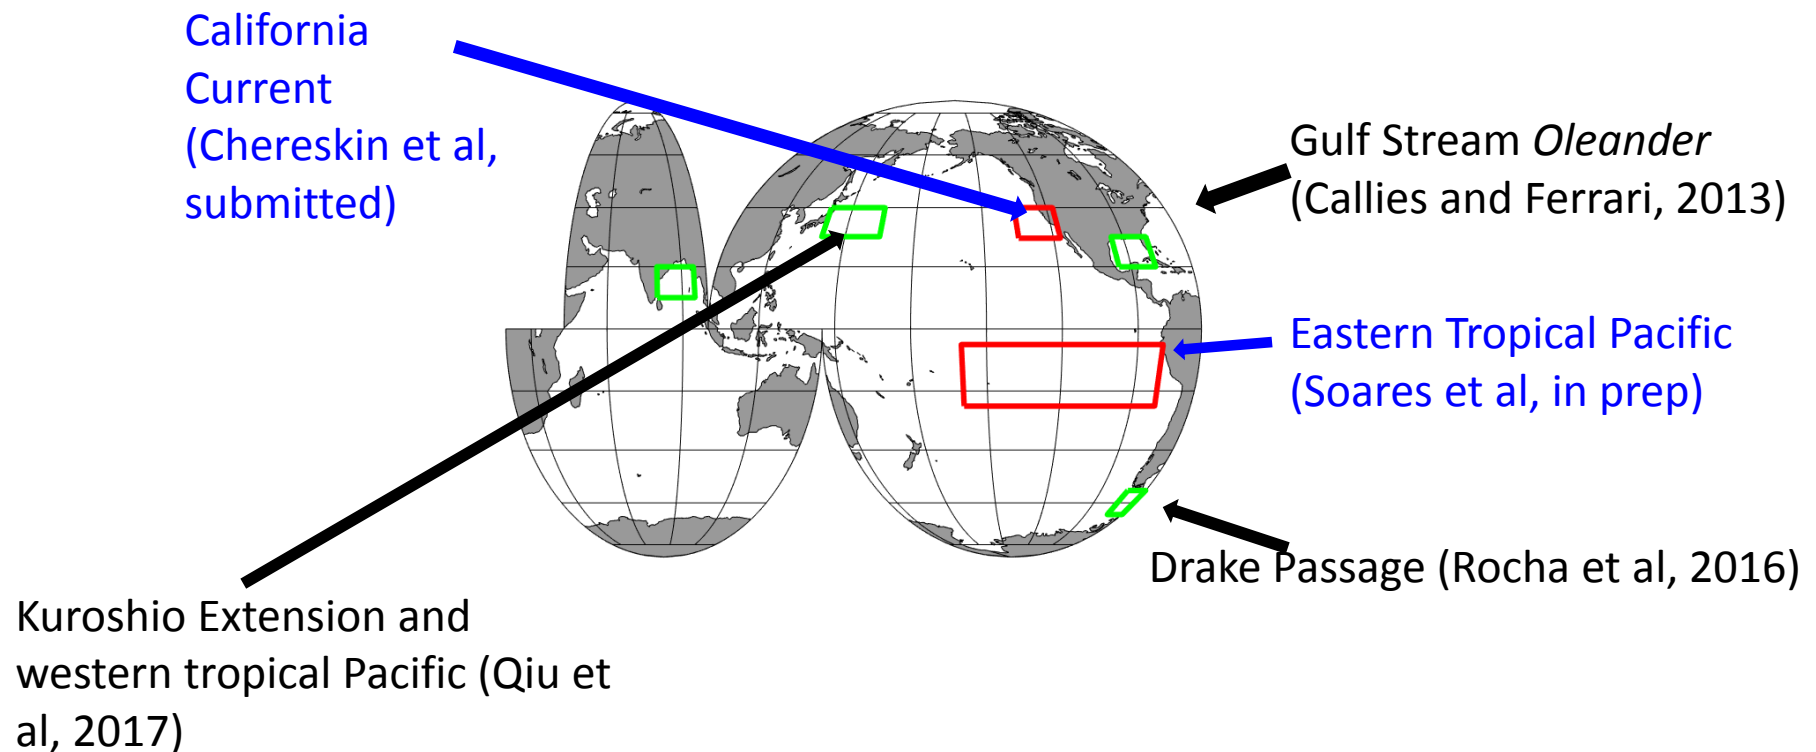 California
Current
(Chereskin et al,
submitted)
Gulf Stream Oleander
(Callies and Ferrari, 2013)
Eastern Tropical Pacific
(Soares et al, in prep)
Drake Passage (Rocha et al, 2016)
Kuroshio Extension and
western tropical Pacific (Qiu et
al, 2017)